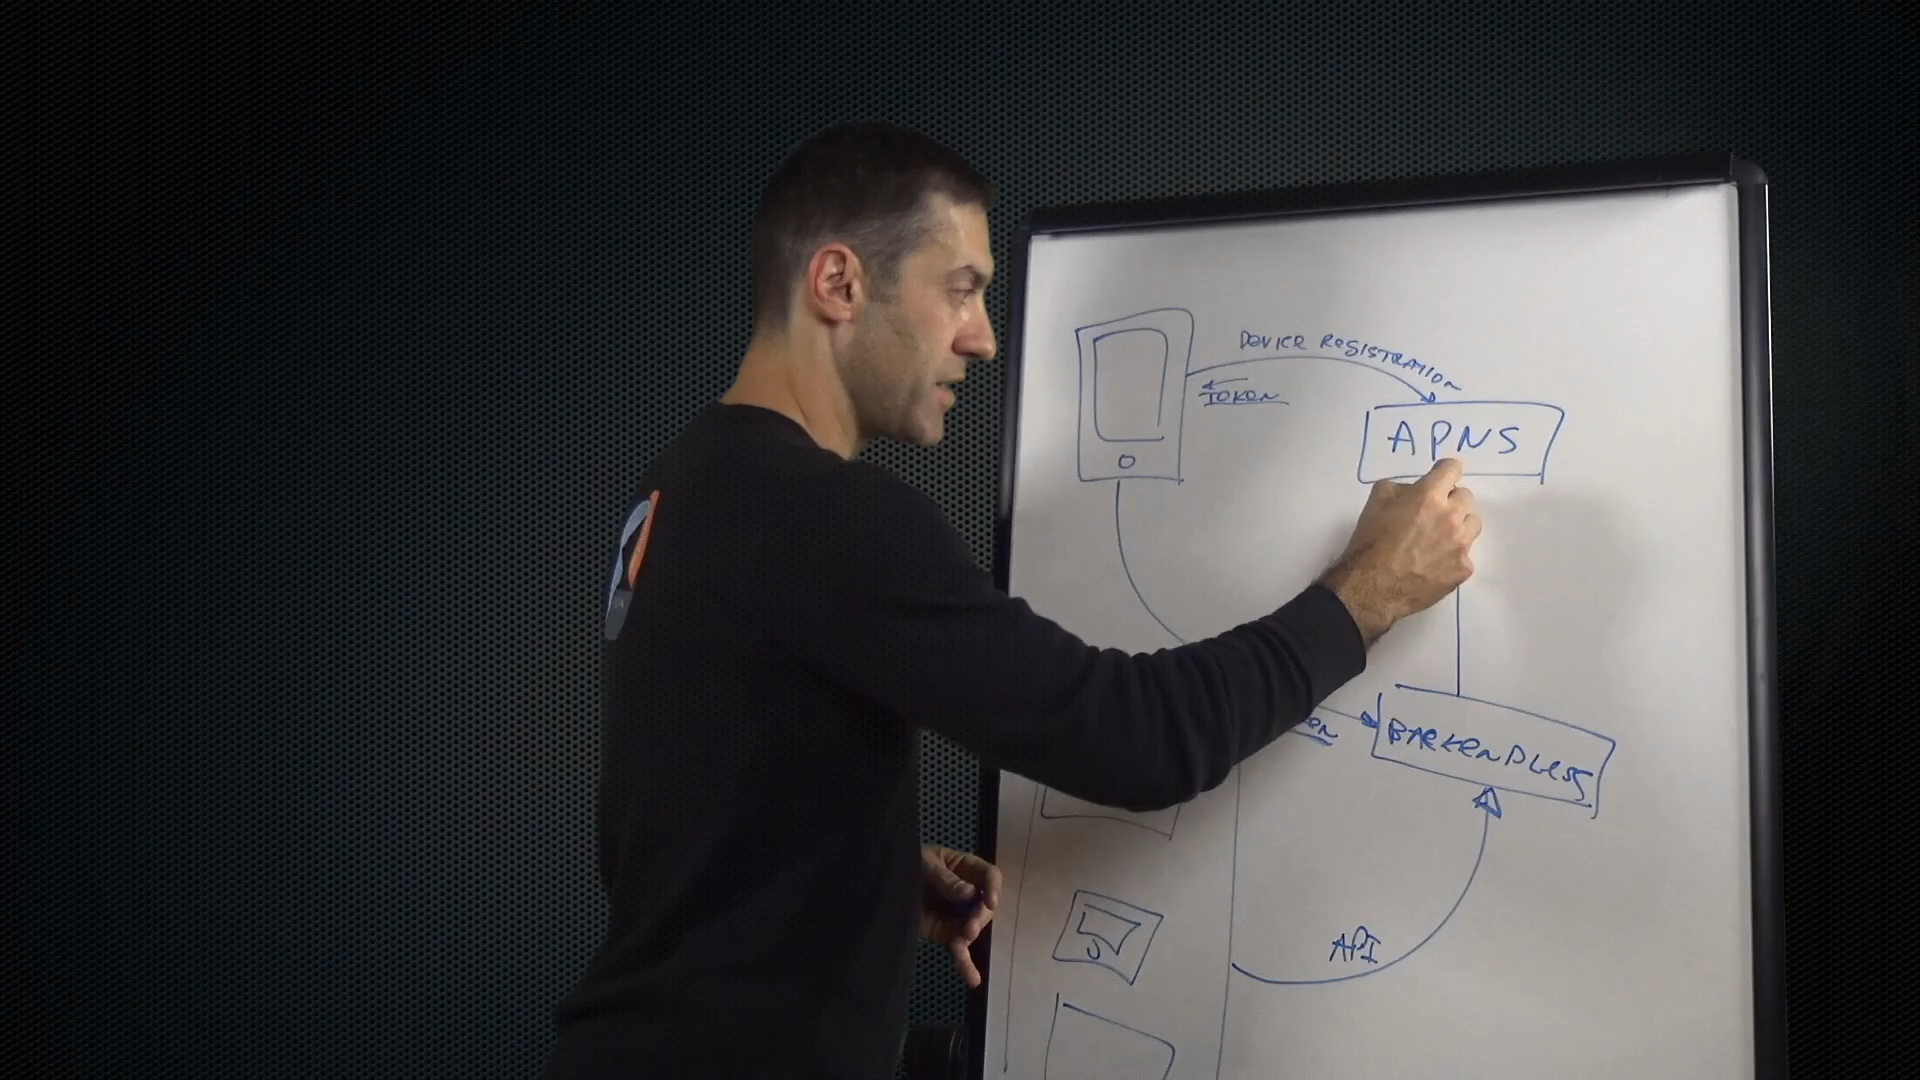 DEVICE REGISTRATION
TOKEN
APNS
BACKENDLESS
API